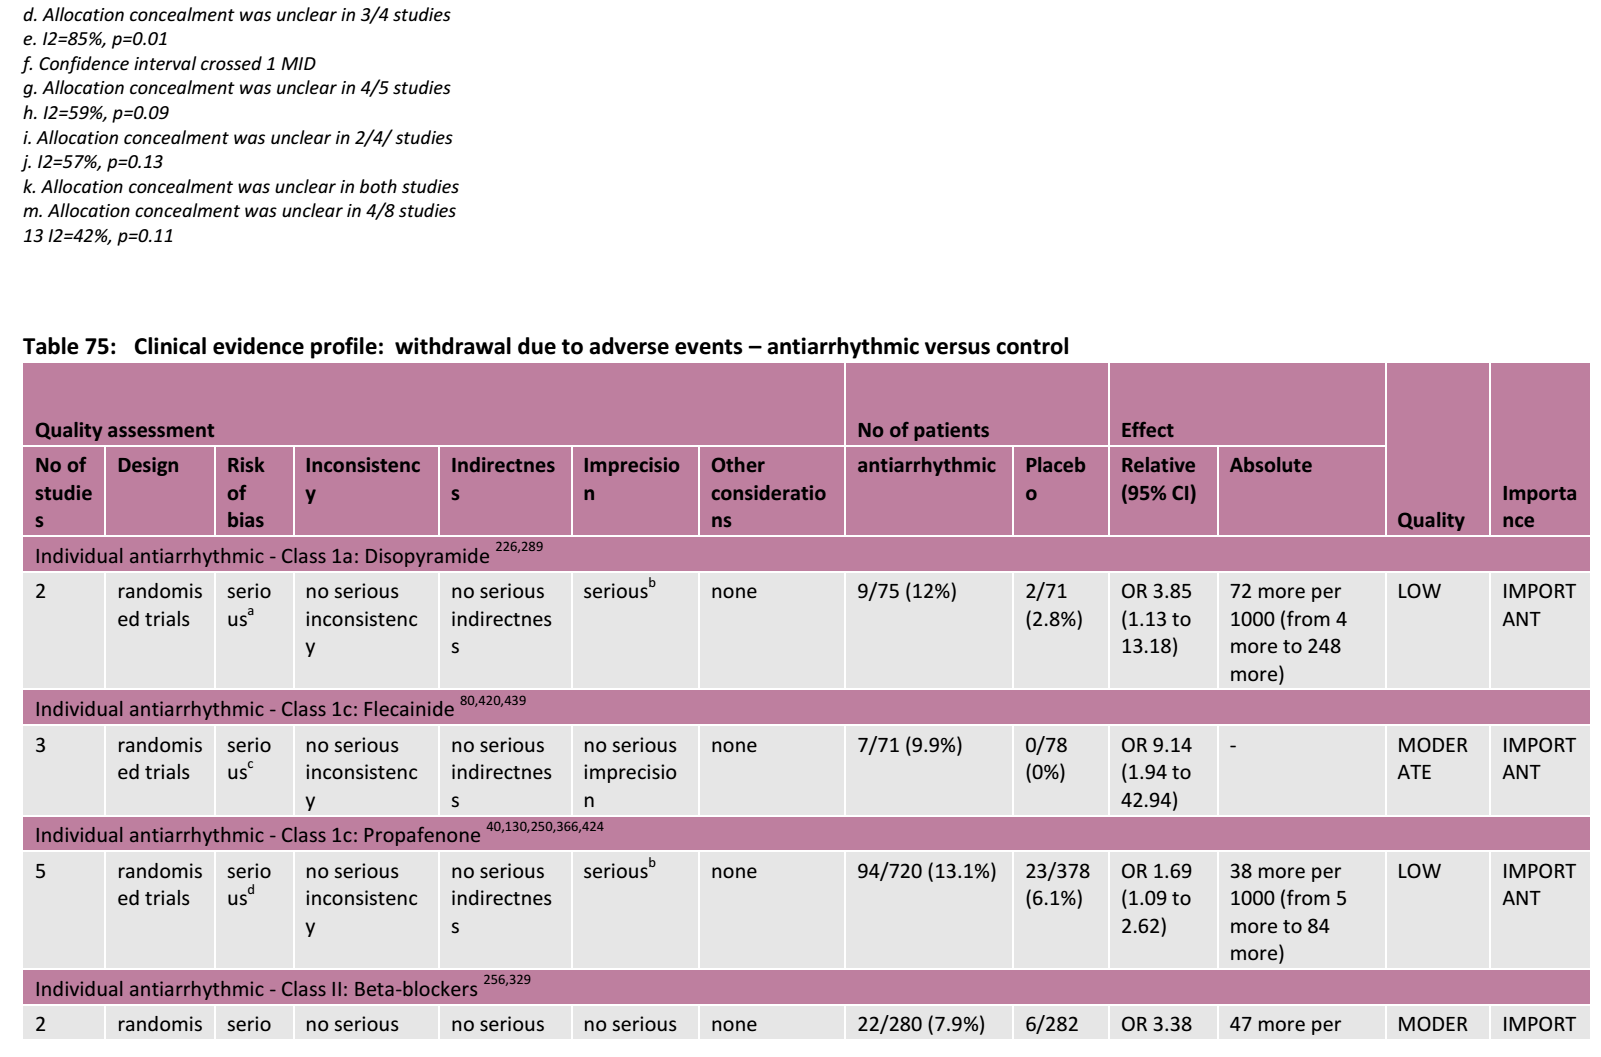 d. Allocation concealment was unclear in 3/4 studies
e. I2=85%, p=0.01
f. Confidence interval crossed 1 MID
g. Allocation concealment was unclear in 4/5 studies
h. I2=59%, p=0.09
i. Allocation concealment was unclear in 2/4/ studies
j. I2=57%, p=0.13
k. Allocation concealment was unclear in both studies
m. Allocation concealment was unclear in 4/8 studies
13 I2=42%, p=0.11
Table 75: Clinical evidence profile: withdrawal due to adverse events – antiarrhythmic versus control
Quality assessment No of patients Effect
Quality
Importa
nce
No of
studie
s
Design
Risk
of
bias
Inconsistenc
y
Indirectnes
s
Imprecisio
n
Other
consideratio
ns
antiarrhythmic
Placeb
o
Relative
(95% CI)
Absolute
Individual antiarrhythmic - Class 1a: Disopyramide 226,289
2
randomis
ed trials
serio
usa
no serious
inconsistenc
y
no serious
indirectnes
s
seriousb
none
9/75 (12%)
2/71
(2.8%)
OR 3.85
(1.13 to
13.18)
72 more per
1000 (from 4
more to 248
more)
LOW
IMPORT
ANT
Individual antiarrhythmic - Class 1c: Flecainide 80,420,439
3
randomis
ed trials
serio
usc
no serious
inconsistenc
y
no serious
indirectnes
s
no serious
imprecisio
n
none
7/71 (9.9%)
0/78
(0%)
OR 9.14
(1.94 to
42.94)
-
MODER
ATE
IMPORT
ANT
Individual antiarrhythmic - Class 1c: Propafenone 40,130,250,366,424
5
randomis
ed trials
serio
usd
no serious
inconsistenc
y
no serious
indirectnes
s
seriousb
none
94/720 (13.1%)
23/378
(6.1%)
OR 1.69
(1.09 to
2.62)
38 more per
1000 (from 5
more to 84
more)
LOW
IMPORT
ANT
Individual antiarrhythmic - Class II: Beta-blockers 256,329
2
randomis
serio
no serious
no serious
no serious
none
22/280 (7.9%)
6/282
OR 3.38
47 more per
MODER
IMPORT